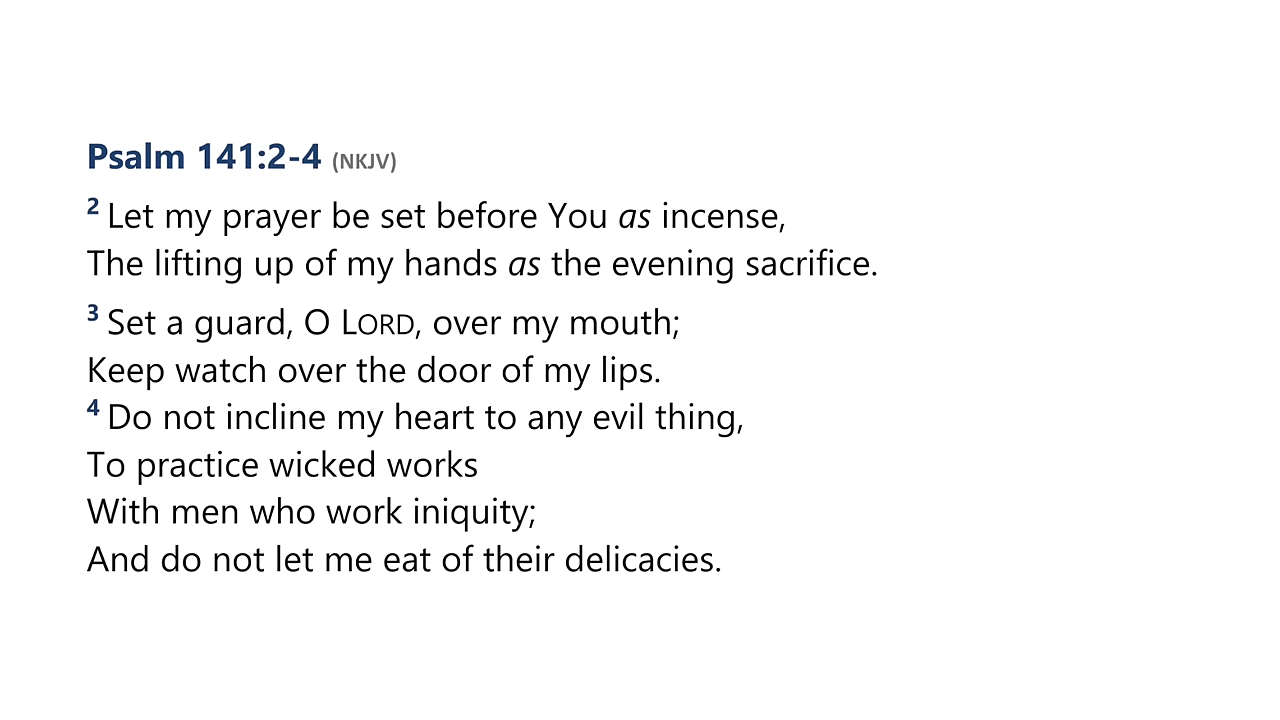 Psalm 141:2-4 (NKJV)
2 Let my prayer be set before You as incense,
The lifting up of my hands as the evening sacrifice.
3 Set a guard, O LORD, over my mouth;
Keep watch over the door of my lips.
4 Do not incline my heart to any evil thing,
To practice wicked works
With men who work iniquity;
And do not let me eat of their delicacies.